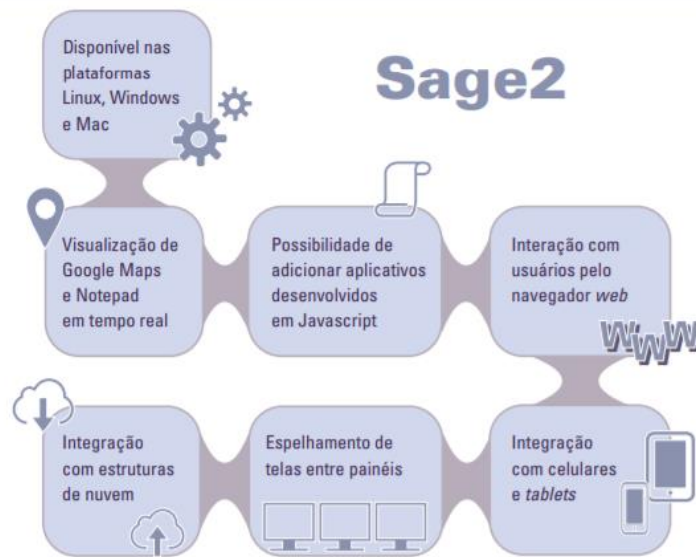 Disponível nas
plataformas
Linux, Windows
e Mac
Sage2
Visualização de
Google Maps
e Notepad
em tempo real
Possibilidade de
adicionar aplicativos
desenvolvidos
em Javascript
Interação com
usuários pelo
navegador web
WWW
Integração
com estruturas
de nuvem
Espelhamento de
telas entre painéis
Integração
com celulares
e tablets